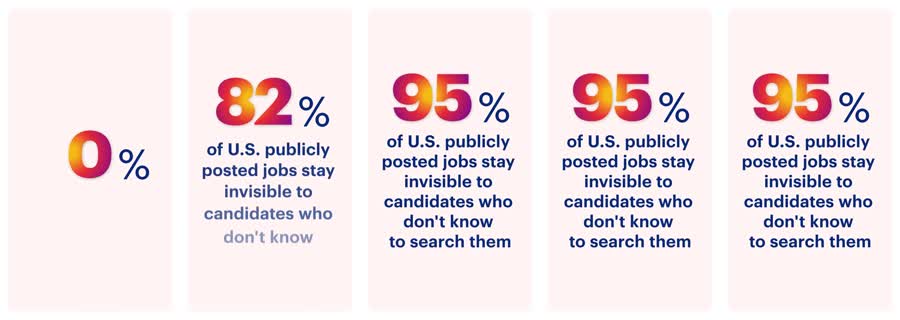 0%
82%
of U.S. publicly
posted jobs stay
invisible to
candidates who
don't know
95%
of U.S. publicly
posted jobs stay
invisible to
candidates who
don't know
to search them
95%
of U.S. publicly
posted jobs stay
invisible to
candidates who
don't know
to search them
95%
of U.S. publicly
posted jobs stay
invisible to
candidates who
don't know
to search them